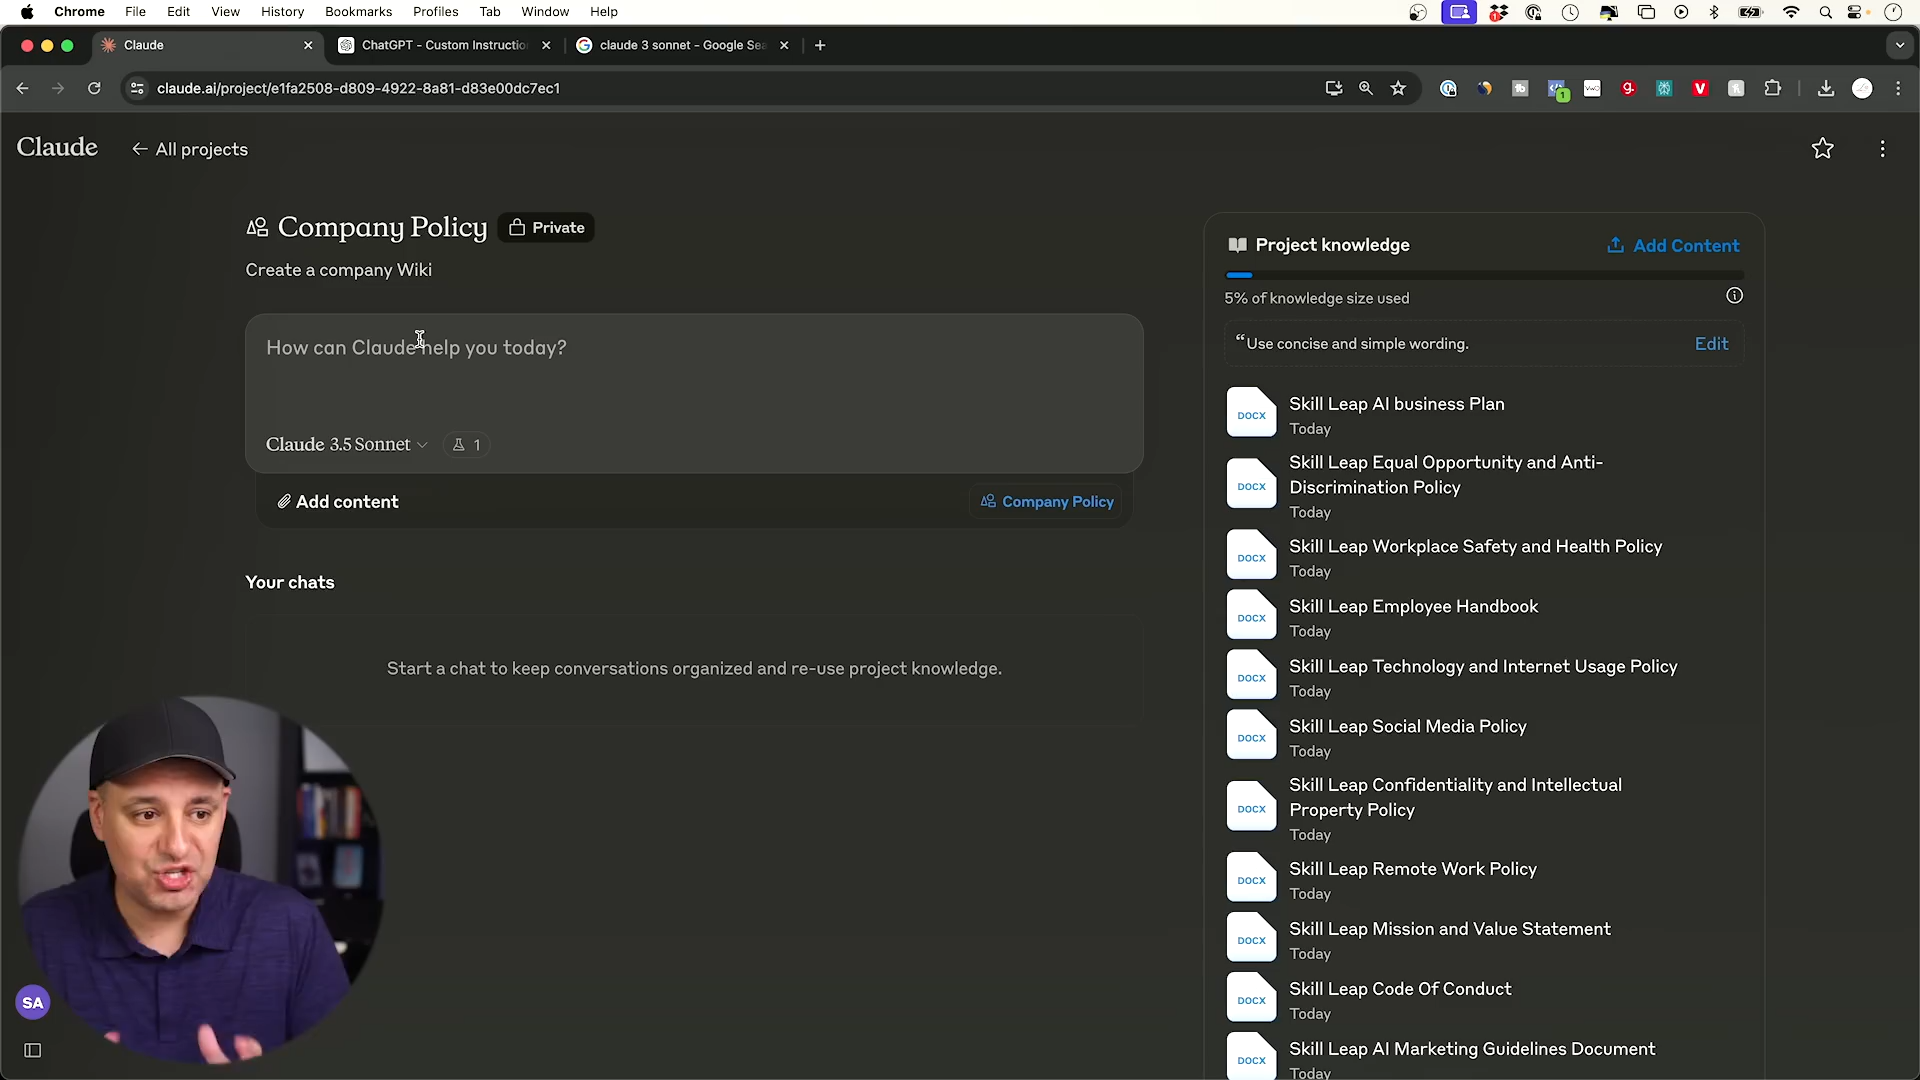 Chrome File Edit View History Bookmarks Profiles Tab Window Help
Claude
ChatGPT - Custom Instructio
claude 3 sonnet - Google Sea
claude.ai/project/e1fa2508-d809-4922-8a81-d83e00dc7ec1
Claude
← All projects
Company Policy
Private
Create a company Wiki
How can Claude help you today?
Claude 3.5 Sonnet
1
Add content
Company Policy
Your chats
Start a chat to keep conversations organized and re-use project knowledge.
SA
Project knowledge
Add Content
5% of knowledge size used
“Use concise and simple wording.
Edit
DOCX
Skill Leap AI business Plan
Today
DOCX
Skill Leap Equal Opportunity and Anti-
Discrimination Policy
Today
DOCX
Skill Leap Workplace Safety and Health Policy
Today
DOCX
Skill Leap Employee Handbook
Today
DOCX
Skill Leap Technology and Internet Usage Policy
Today
DOCX
Skill Leap Social Media Policy
Today
DOCX
Skill Leap Confidentiality and Intellectual
Property Policy
Today
DOCX
Skill Leap Remote Work Policy
Today
DOCX
Skill Leap Mission and Value Statement
Today
DOCX
Skill Leap Code Of Conduct
Today
DOCX
Skill Leap AI Marketing Guidelines Document
Today